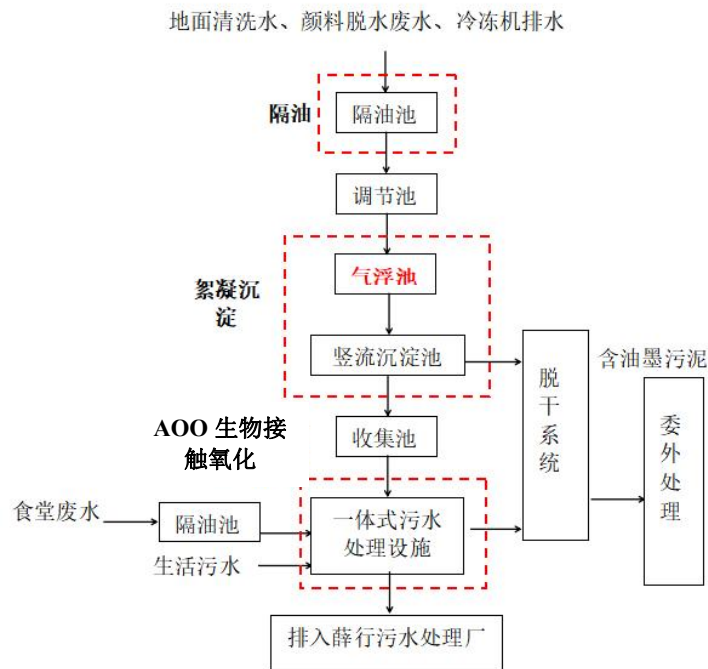 地面清洗水、颜料脱水废水、冷冻机排水
隔油
隔油池
调节池
絮凝沉
淀
气浮池
竖流沉淀池
脱
干
系
统
含油墨污泥
委
外
处
理
AOO 生物接
触氧化
收集池
食堂废水
隔油池
生活污水
一体式污水
处理设施
排入薛行污水处理厂